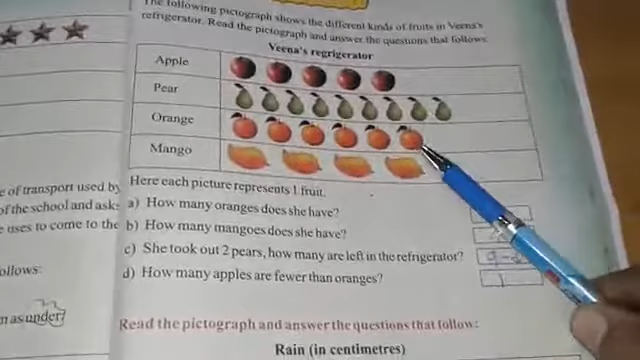 The following pictograph shows the different kinds of fruits in Veena's
refrigerator. Read the pictograph and answer the questions that follows.
Veena's regrigerator
Apple
Pear
Orange
Mango
Here each picture represents 1 fruit.
a) How many oranges does she have?
b) How many mangoes does she have?
c) She took out 2 pears, how many are left in the refrigerator?
d) How many apples are fewer than oranges?
Read the pictograph and answer the questions that follow:
Rain (in centimetres)
e of transport used by
of the school and ask
e uses to come to the
ollows:
n as under: